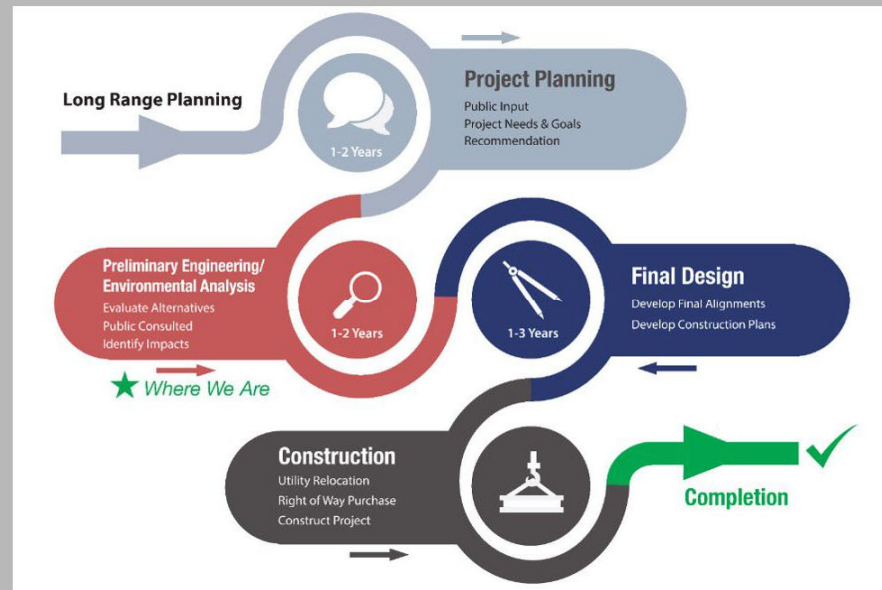 Long Range Planning
1-2 Years
Project Planning
Public Input
Project Needs & Goals
Recommendation
Preliminary Engineering/
Environmental Analysis
Evaluate Alternatives
Public Consulted
Identify Impacts
Where We Are
1-2 Years
1-3 Years
Final Design
Develop Final Alignments
Develop Construction Plans
Construction
Utility Relocation
Right of Way Purchase
Construct Project
Completion